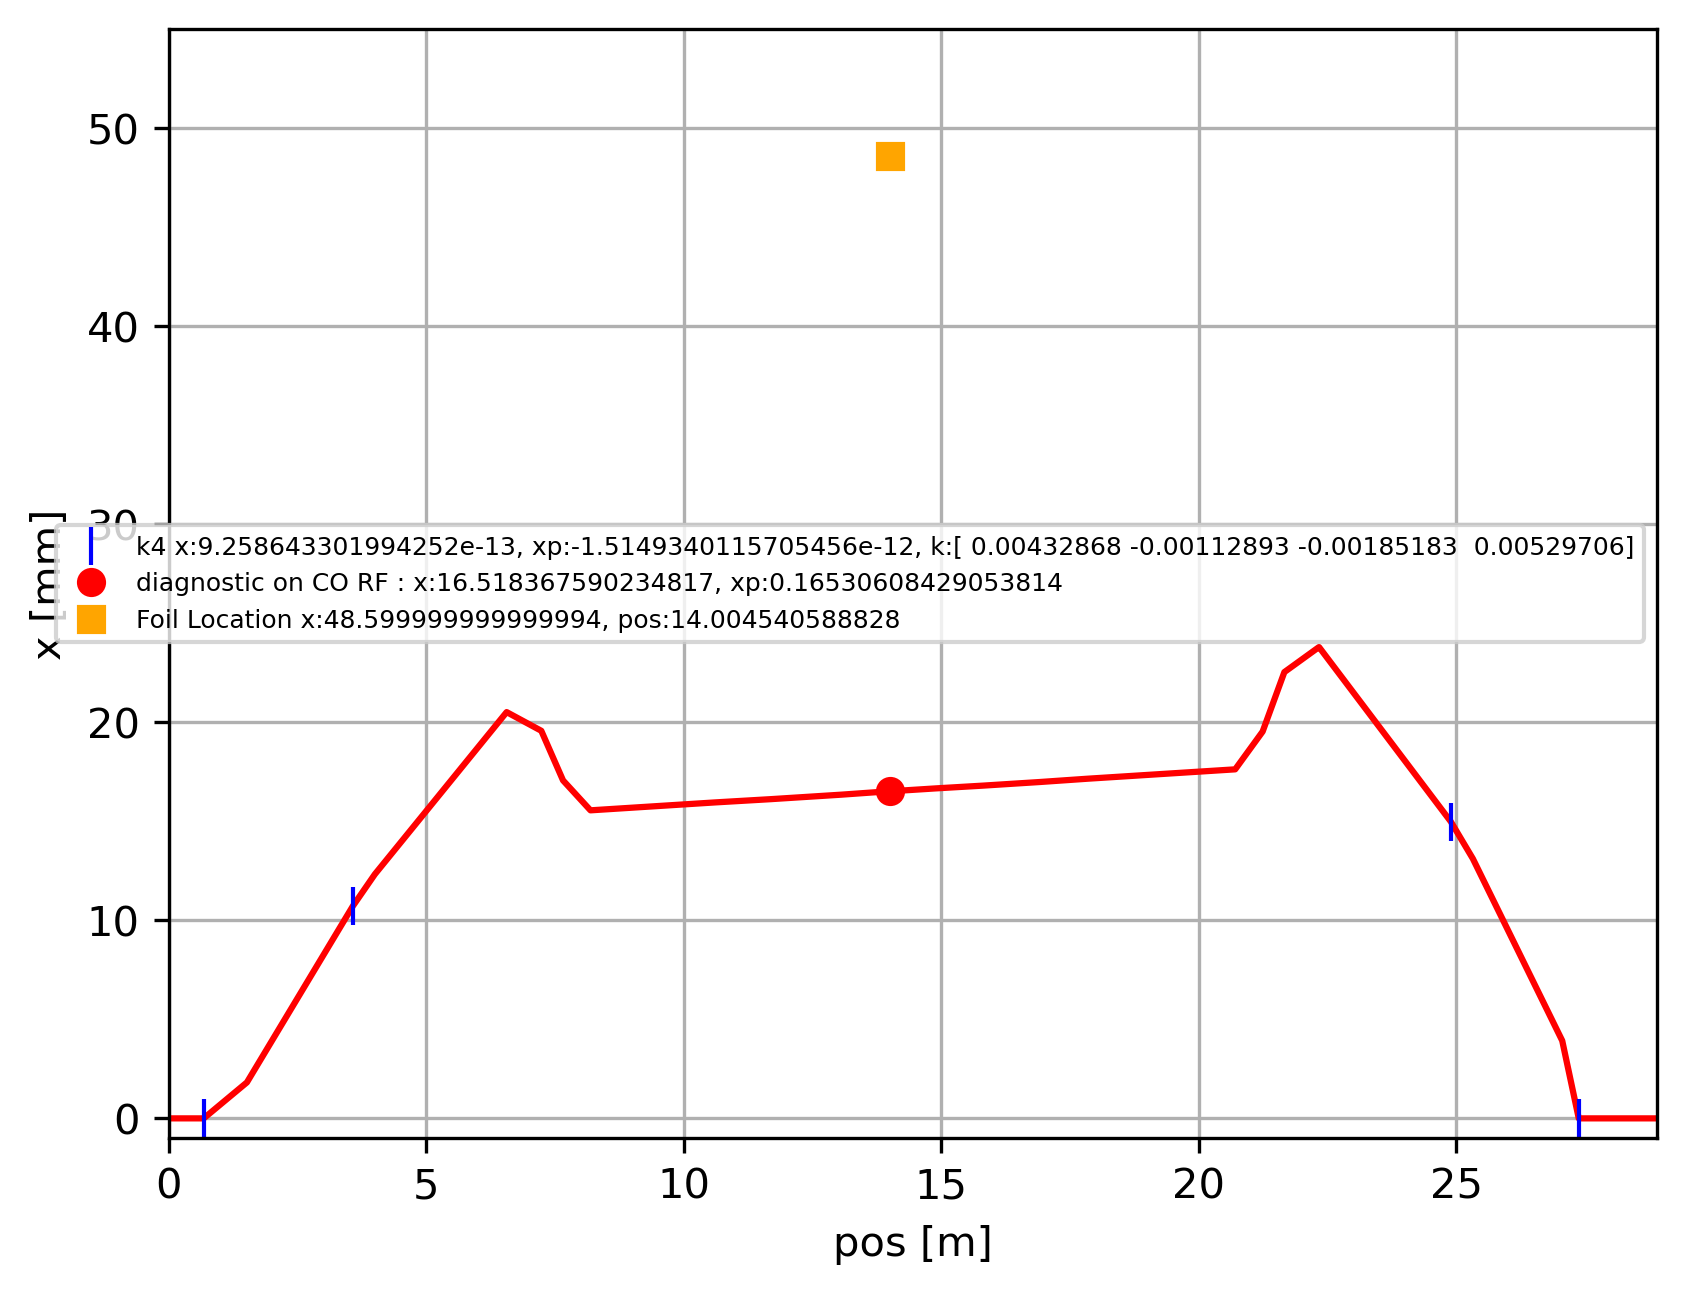 50
40
30
20
10
0
x [mm]
k4 x:9.258643301994252e-13, xp:-1.5149340115705456e-12, k:[ 0.00432868 -0.00112893 -0.00185183  0.00529706]
diagnostic on CO RF : x:16.518367590234817, xp:0.16530608429053814
Foil Location x:48.599999999999994, pos:14.004540588828
0 5 10 15 20 25
pos [m]